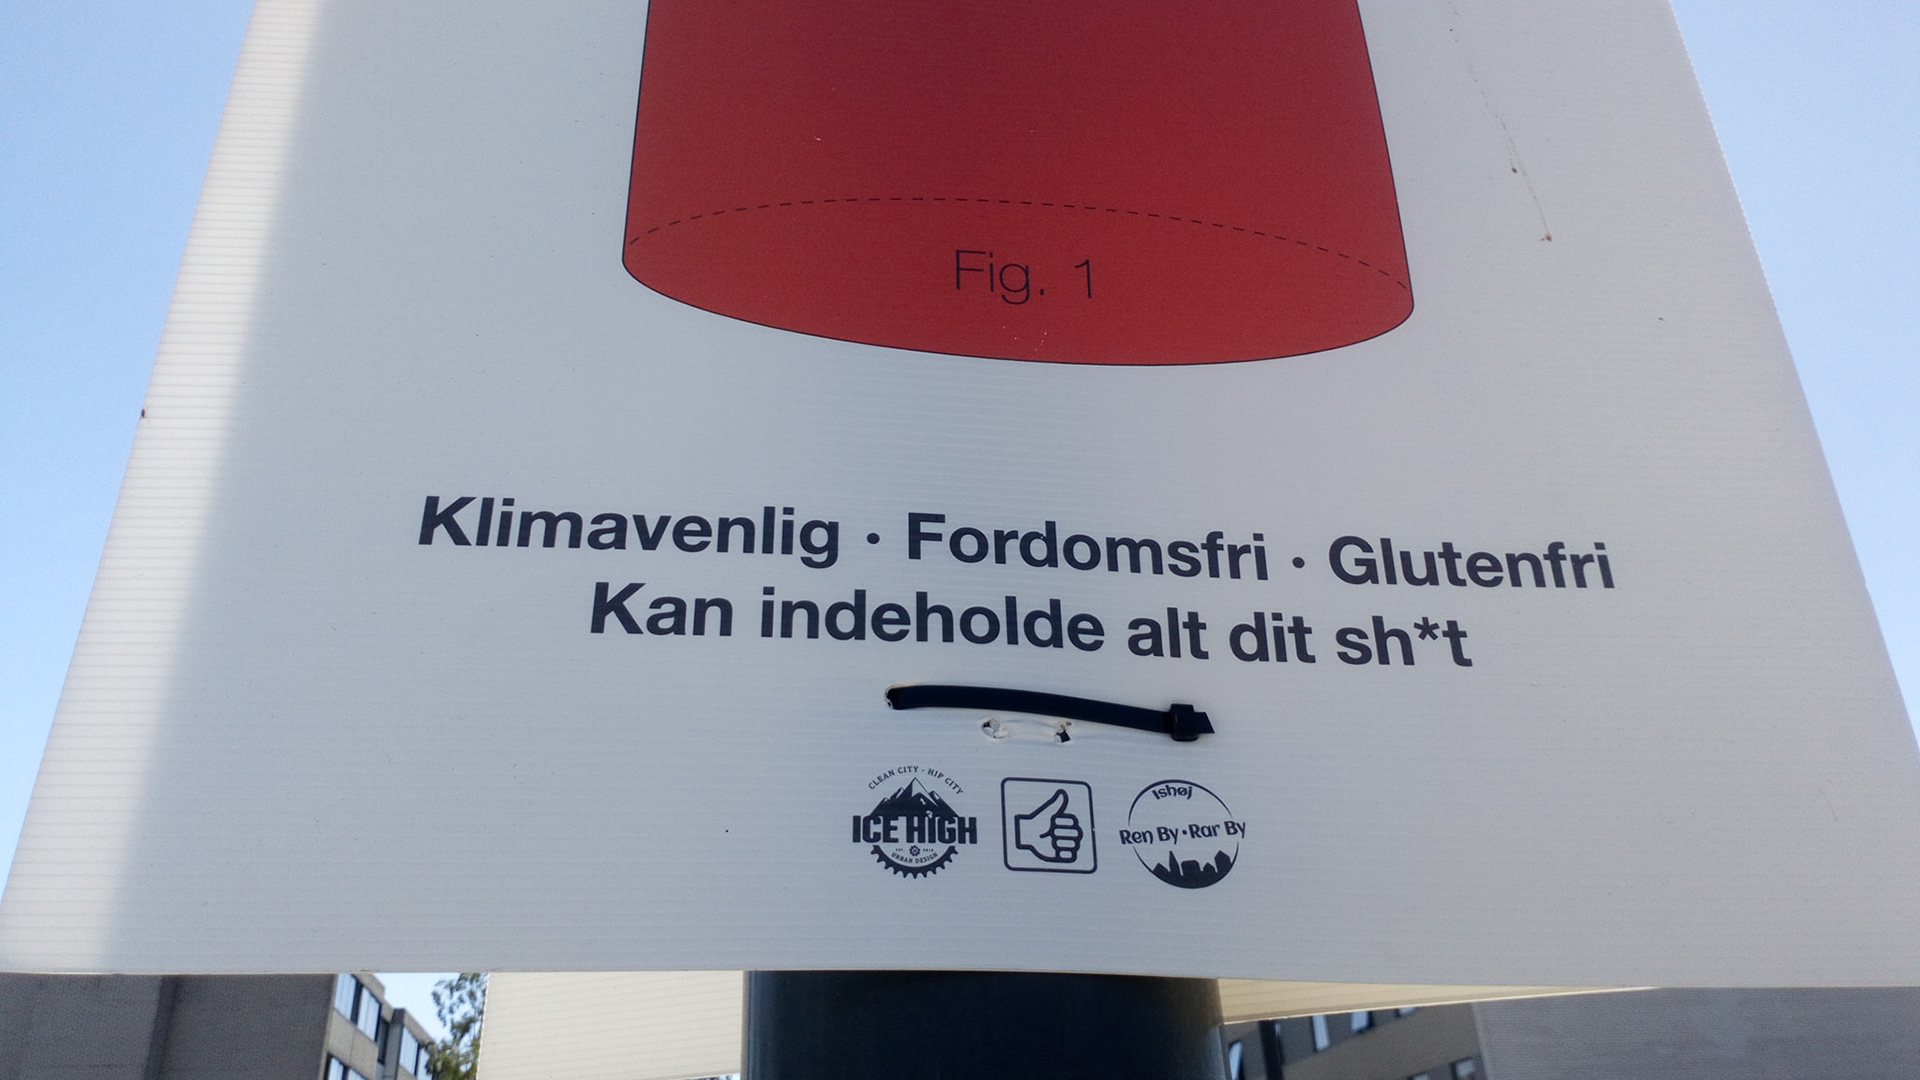 Fig. 1
Klimavenlig · Fordomsfri · Glutenfri
Kan indeholde alt dit sh*t
CLEAN CITY · HIP CITY
ICE HIGH
URBAN DESIGN
Ishøj
Ren By · Rar By